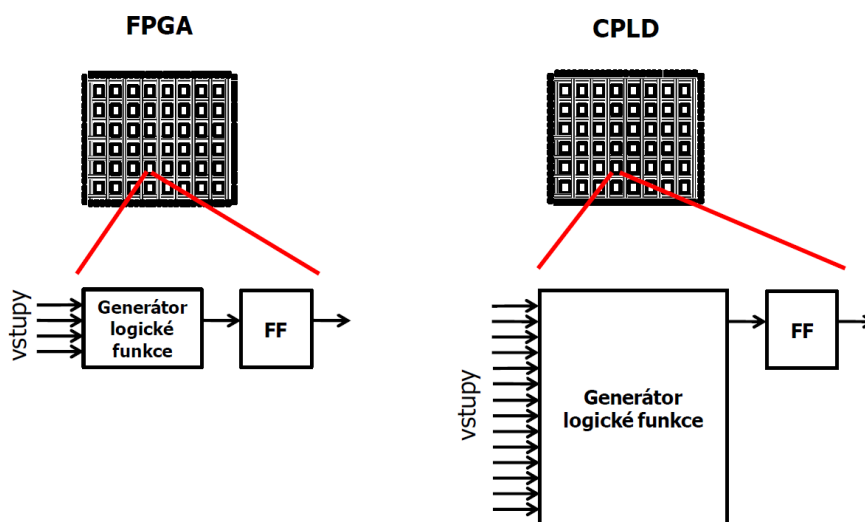 FPGA
CPLD
vstupy
Generátor
logické
funkce
FF
vstupy
Generátor
logické funkce
FF